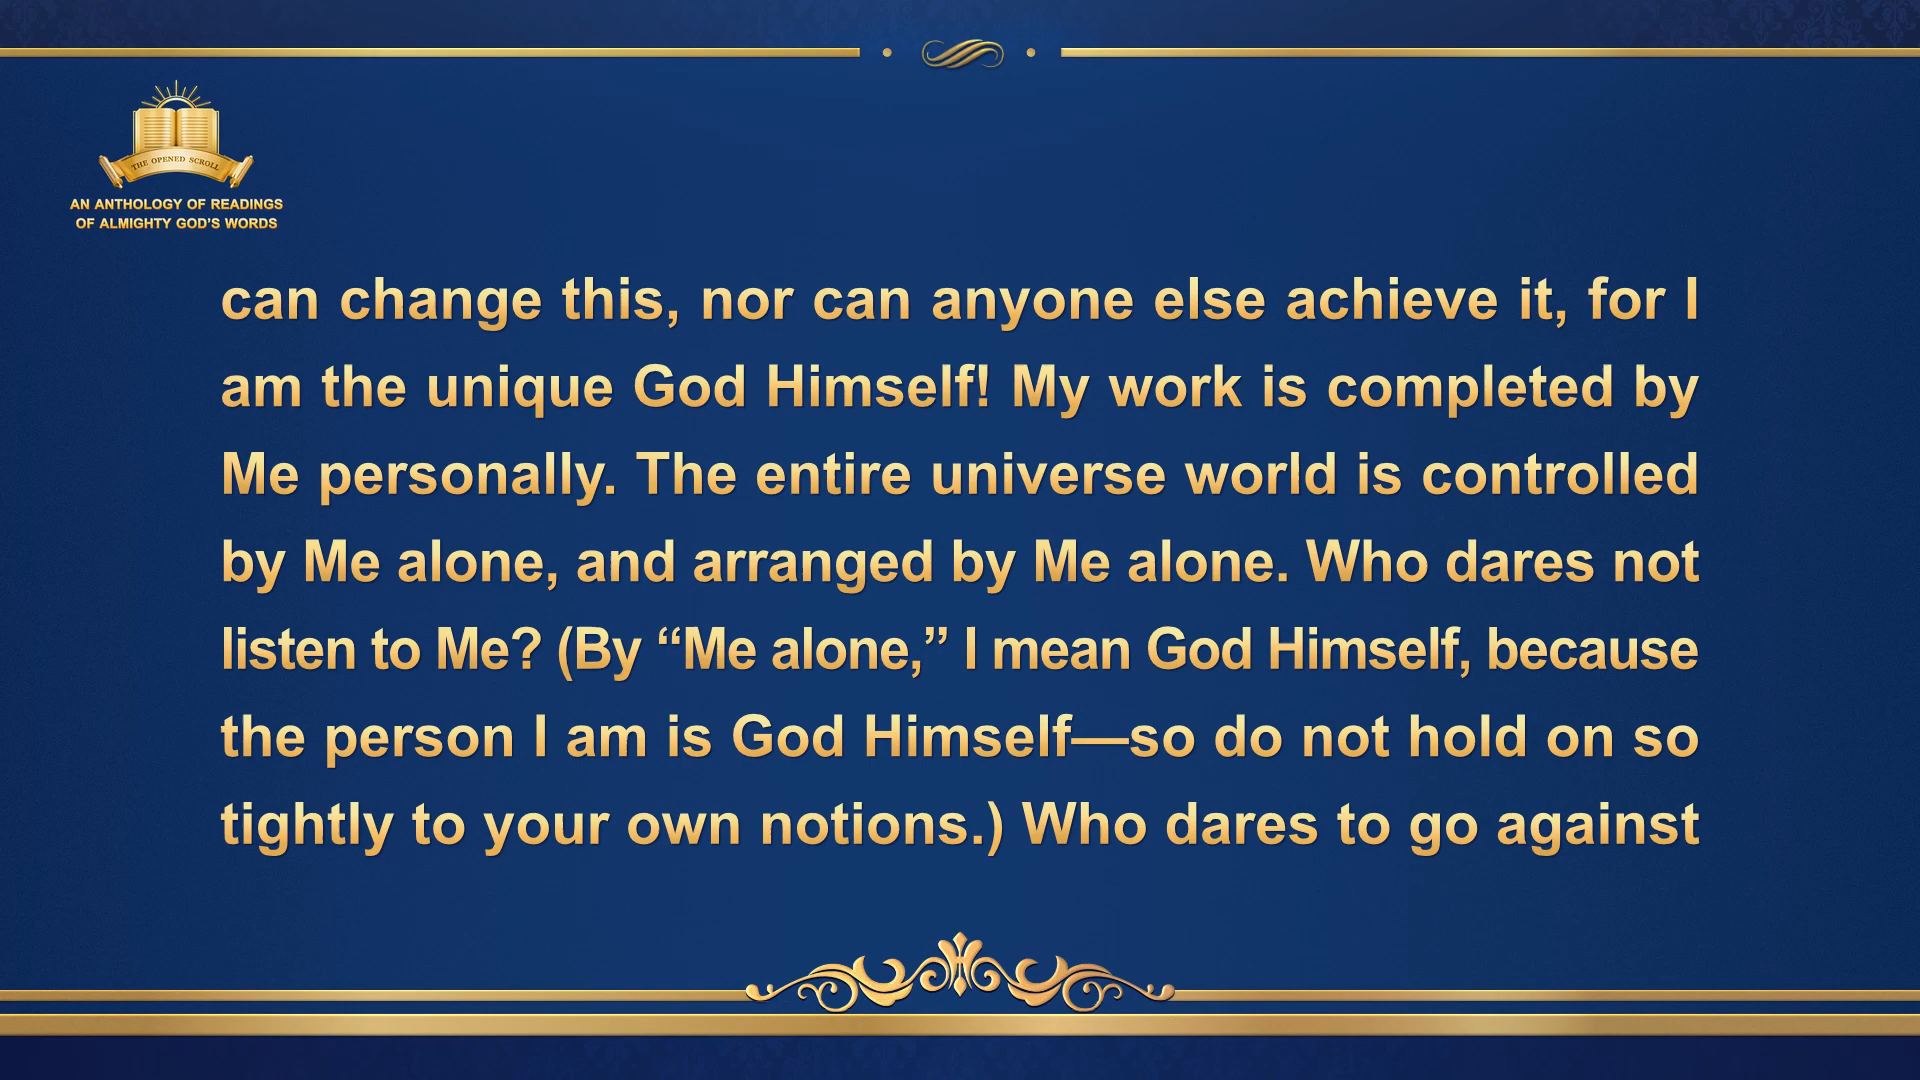 THE OPENED SCROLL
AN ANTHOLOGY OF READINGS
OF ALMIGHTY GOD'S WORDS
can change this, nor can anyone else achieve it, for I
am the unique God Himself! My work is completed by
Me personally. The entire universe world is controlled
by Me alone, and arranged by Me alone. Who dares not
listen to Me? (By “Me alone,” I mean God Himself, because
the person I am is God Himself—so do not hold on so
tightly to your own notions.) Who dares to go against